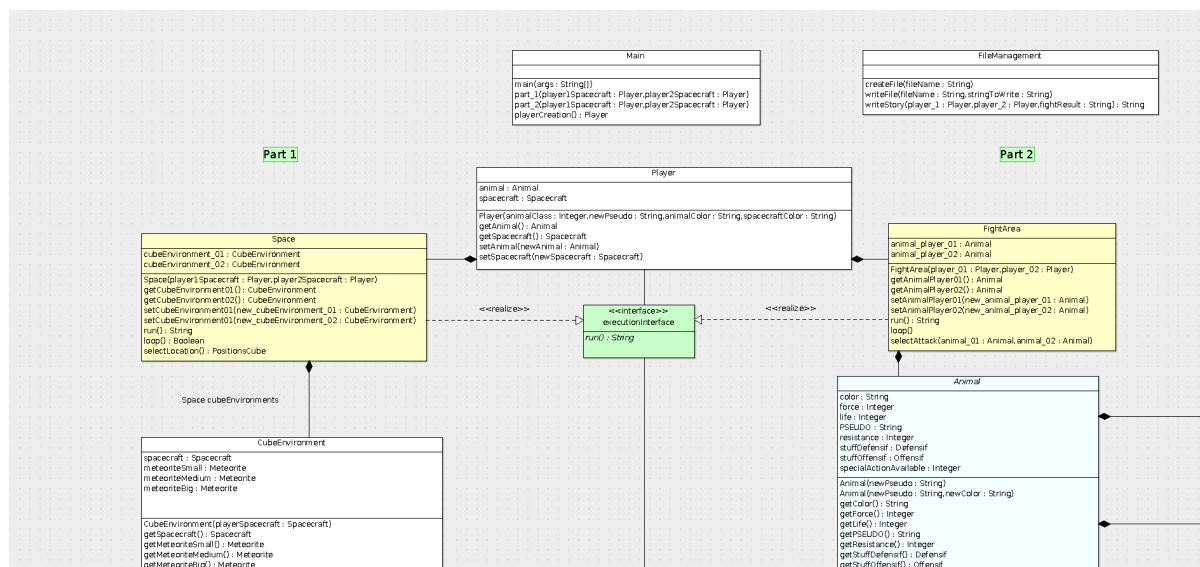 Main
main(args : String[])
part_1(player1Spacecraft : Player,player2Spacecraft : Player)
part_2(player1Spacecraft : Player,player2Spacecraft : Player)
playerCreation() : Player
FileManagement
createFile(fileName : String)
writeFile(fileName : String,stringToWrite : String)
writeStory(player_1 : Player,player_2 : Player,fightResult : String) : String
Part 1
Part 2
Player
animal : Animal
spacecraft : Spacecraft
Player(animalClass : Integer,newPseudo : String,animalColor : String,spacecraftColor : String)
getAnimal() : Animal
getSpacecraft() : Spacecraft
setAnimal(newAnimal : Animal)
setSpacecraft(newSpacecraft : Spacecraft)
Space
cubeEnvironment_01 : CubeEnvironment
cubeEnvironment_02 : CubeEnvironment
Space(player1Spacecraft : Player,player2Spacecraft : Player)
getCubeEnvironment01() : CubeEnvironment
getCubeEnvironment02() : CubeEnvironment
setCubeEnvironment01(new_cubeEnvironment_01 : CubeEnvironment)
setCubeEnvironment01(new_cubeEnvironment_02 : CubeEnvironment)
run() : String
loop() : Boolean
selectLocation() : PositionsCube
<<realize>>
<<interface>>
executionInterface
run() : String
<<realize>>
FightArea
animal_player_01 : Animal
animal_player_02 : Animal
FightArea(player_01 : Player,player_02 : Player)
getAnimalPlayer01() : Animal
getAnimalPlayer02() : Animal
setAnimalPlayer01(new_animal_player_01 : Animal)
setAnimalPlayer02(new_animal_player_02 : Animal)
run() : String
loop()
selectAttack(animal_01 : Animal,animal_02 : Animal)
Space cubeEnvironments
CubeEnvironment
spacecraft : Spacecraft
meteoriteSmall : Meteorite
meteoriteMedium : Meteorite
meteoriteBig : Meteorite
CubeEnvironment(playerSpacecraft : Spacecraft)
getSpacecraft() : Spacecraft
getMeteoriteSmall() : Meteorite
getMeteoriteMedium() : Meteorite
getMeteoriteBig() : Meteorite
Animal
color : String
force : Integer
life : Integer
PSEUDO : String
resistance : Integer
stuffDefensif : Defensif
stuffOffensif : Offensif
specialActionAvailable : Integer
Animal(newPseudo : String)
Animal(newPseudo : String,newColor : String)
getColor() : String
getForce() : Integer
getLife() : Integer
getPSEUDO() : String
getResistance() : Integer
getStuffDefensif() : Defensif
getStuffOffensif() : Offensif